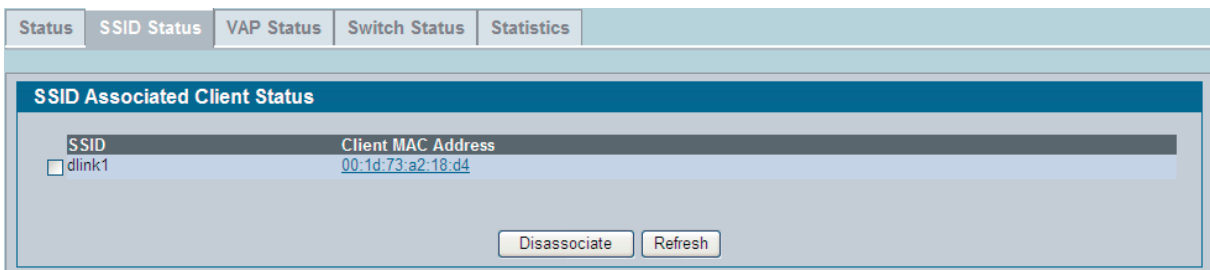 Status SSID Status VAP Status Switch Status Statistics
SSID Associated Client Status
SSID Client MAC Address
dlink1 00:1d:73:a2:18:d4
Disassociate Refresh